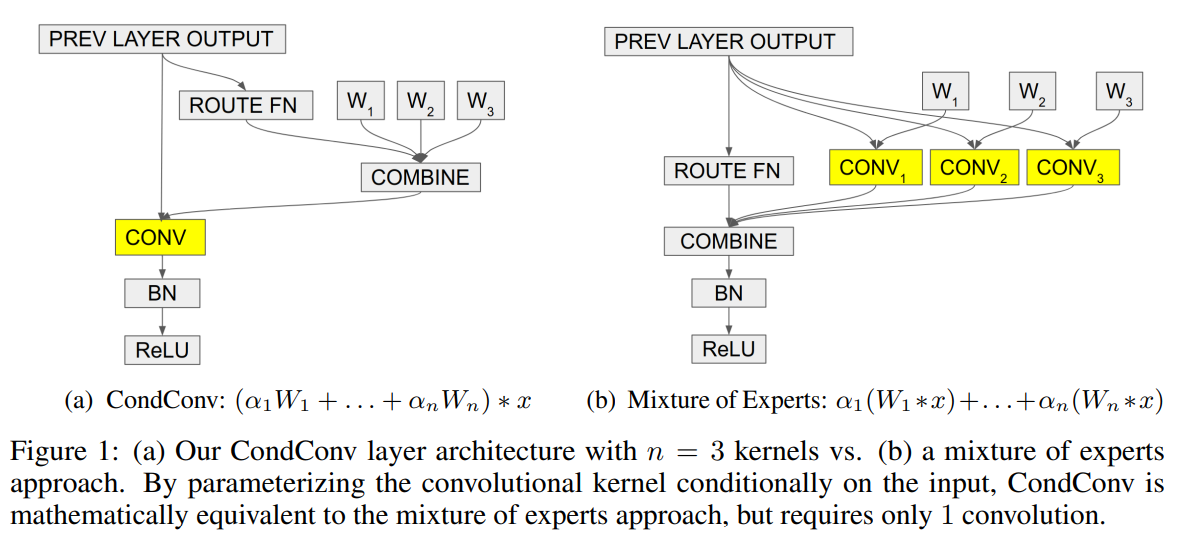 PREV LAYER OUTPUT
ROUTE FN
W1
W2
W3
COMBINE
CONV
BN
ReLU
(a) CondConv: (α₁W₁ + . . . + αₙWₙ) ∗ x
PREV LAYER OUTPUT
W1
W2
W3
ROUTE FN
CONV1
CONV2
CONV3
COMBINE
BN
ReLU
(b) Mixture of Experts: α₁(W₁∗x)+. . .+αₙ(Wₙ∗x)
Figure 1: (a) Our CondConv layer architecture with n = 3 kernels vs. (b) a mixture of experts
approach. By parameterizing the convolutional kernel conditionally on the input, CondConv is
mathematically equivalent to the mixture of experts approach, but requires only 1 convolution.